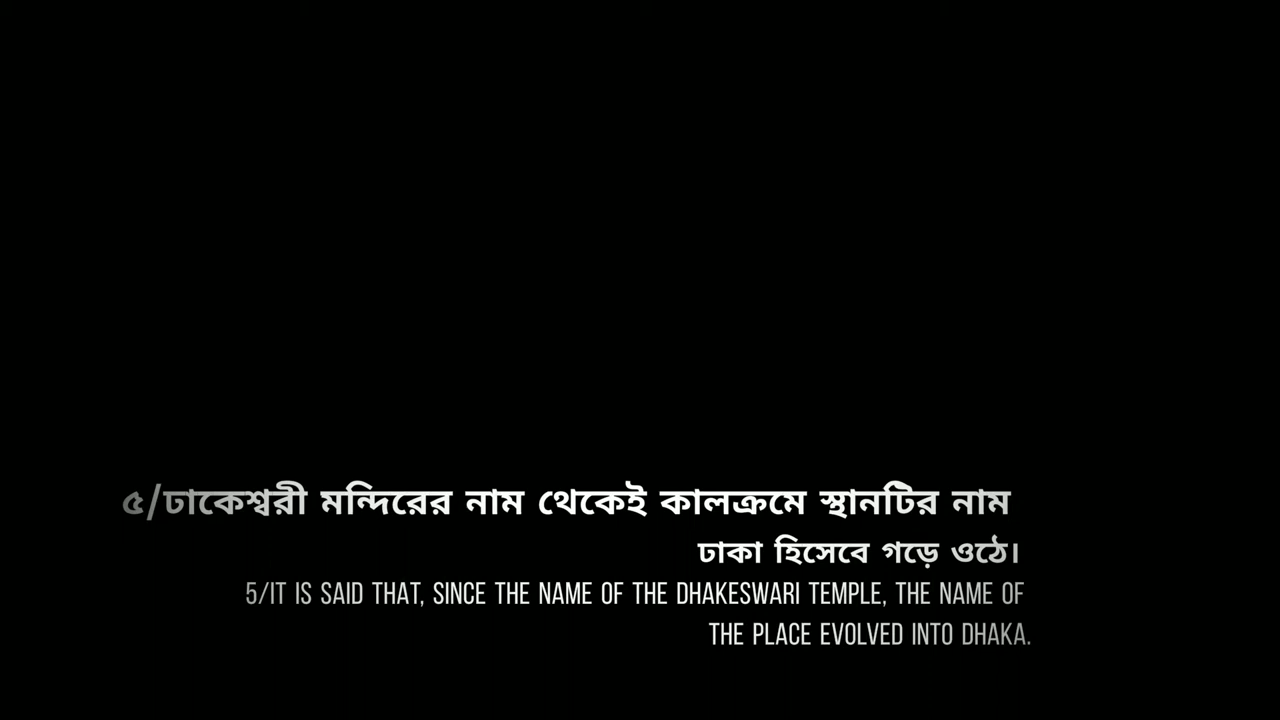 ৫/ঢাকেশ্বরী মন্দিরের নাম থেকেই কালক্রমে স্থানটির নাম
ঢাকা হিসেবে গড়ে ওঠে।
5/IT IS SAID THAT, SINCE THE NAME OF THE DHAKESWARI TEMPLE, THE NAME OF
THE PLACE EVOLVED INTO DHAKA.